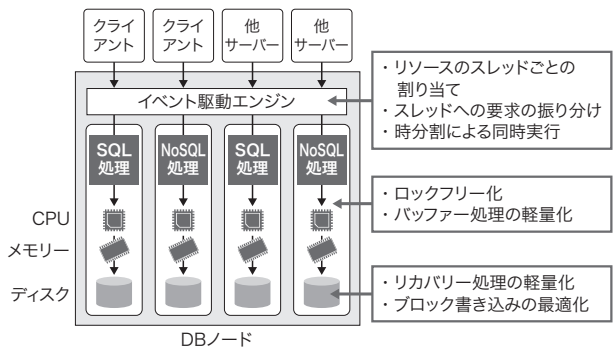 クライ
アント
クライ
アント
他
サーバー
他
サーバー
イベント駆動エンジン
・リソースのスレッドごとの
割り当て
・スレッドへの要求の振り分け
・時分割による同時実行
SQL
処理
NoSQL
処理
SQL
処理
NoSQL
処理
・ロックフリー化
・バッファー処理の軽量化
CPU
メモリー
ディスク
・リカバリー処理の軽量化
・ブロック書き込みの最適化
DBノード